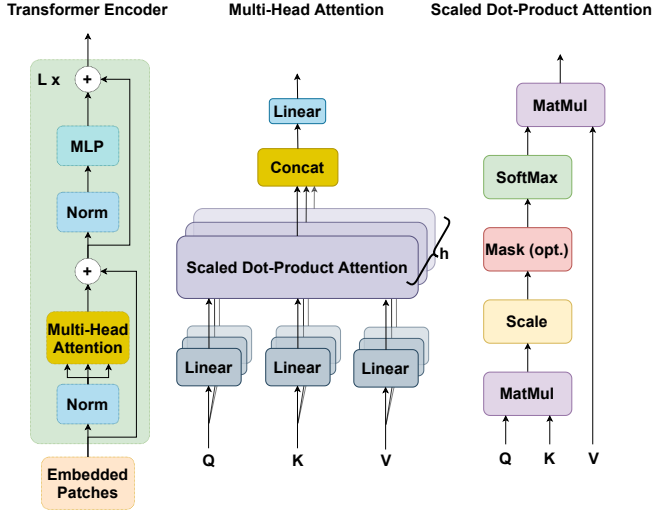 Transformer Encoder
L x
+
MLP
Norm
+
Multi-Head
Attention
Norm
Embedded
Patches
Multi-Head Attention
Linear
Concat
Scaled Dot-Product Attention
h
Linear
Linear
Linear
Q
K
V
Scaled Dot-Product Attention
MatMul
SoftMax
Mask (opt.)
Scale
MatMul
Q
K
V